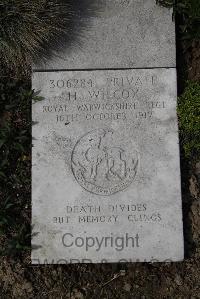 306284 PRIVATE
H. WILCOX
ROYAL WARWICKSHIRE REGT
16TH OCTOBER 1917
DEATH DIVIDES
BUT MEMORY CLINGS
Copyright